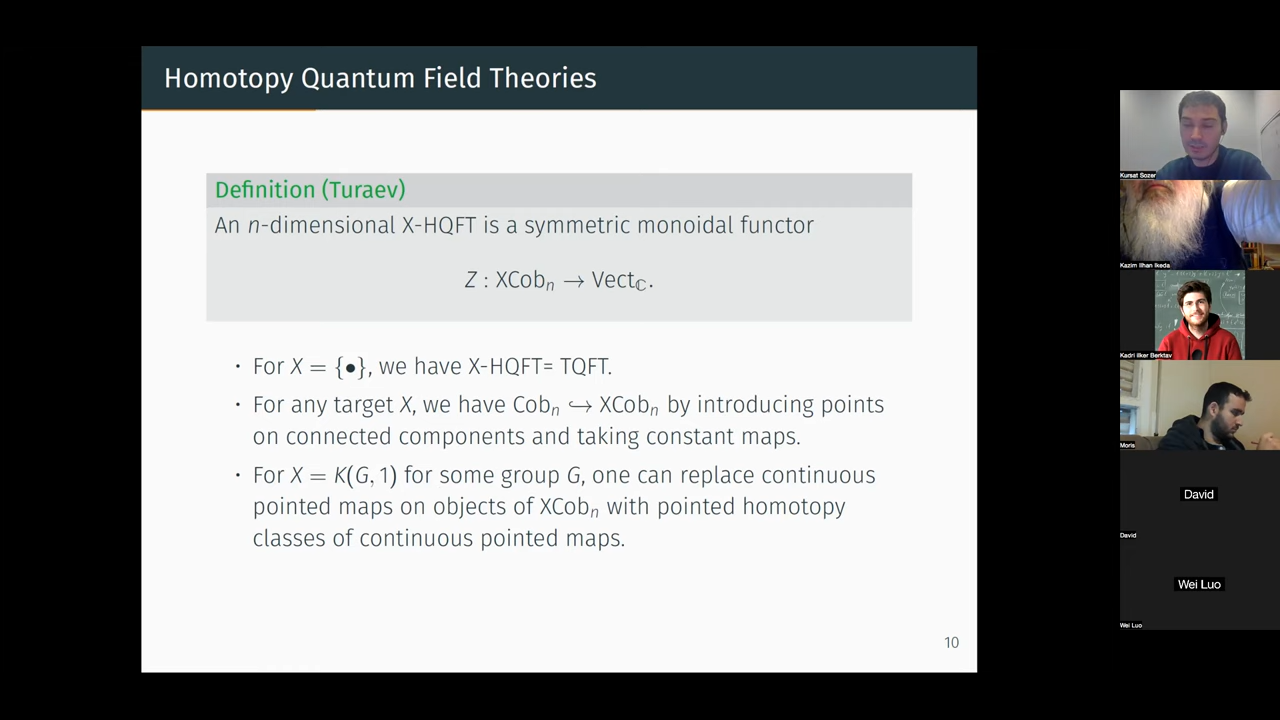 Homotopy Quantum Field Theories
Definition (Turaev)
An n-dimensional X-HQFT is a symmetric monoidal functor
Z : XCobₙ → Vect_ℂ.
• For X = {•}, we have X-HQFT= TQFT.
• For any target X, we have Cobₙ ↪ XCobₙ by introducing points
on connected components and taking constant maps.
• For X = K(G, 1) for some group G, one can replace continuous
pointed maps on objects of XCobₙ with pointed homotopy
classes of continuous pointed maps.
10
Kursat Sozer
Kazim Ilhan Ikeda
Kadri ilker Berktav
Moris
David
David
Wei Luo
Wei Luo